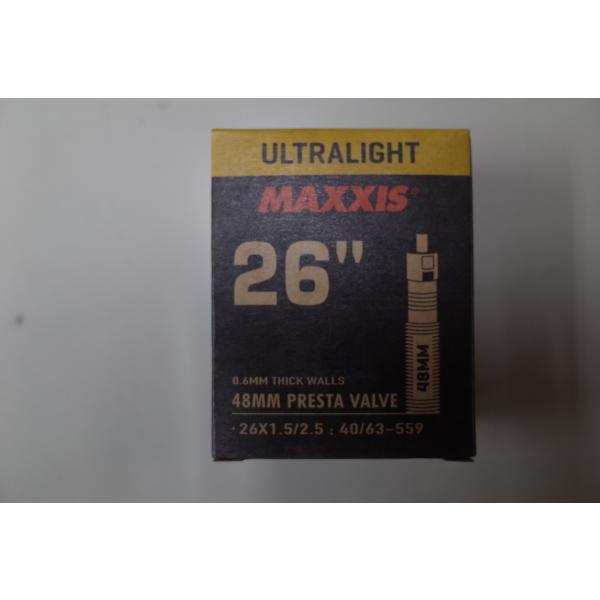 ULTRALIGHT
MAXXIS®
26"
48MM
0.6MM THICK WALLS
48MM PRESTA VALVE
·26X1.5/2.5 : 40/63-559